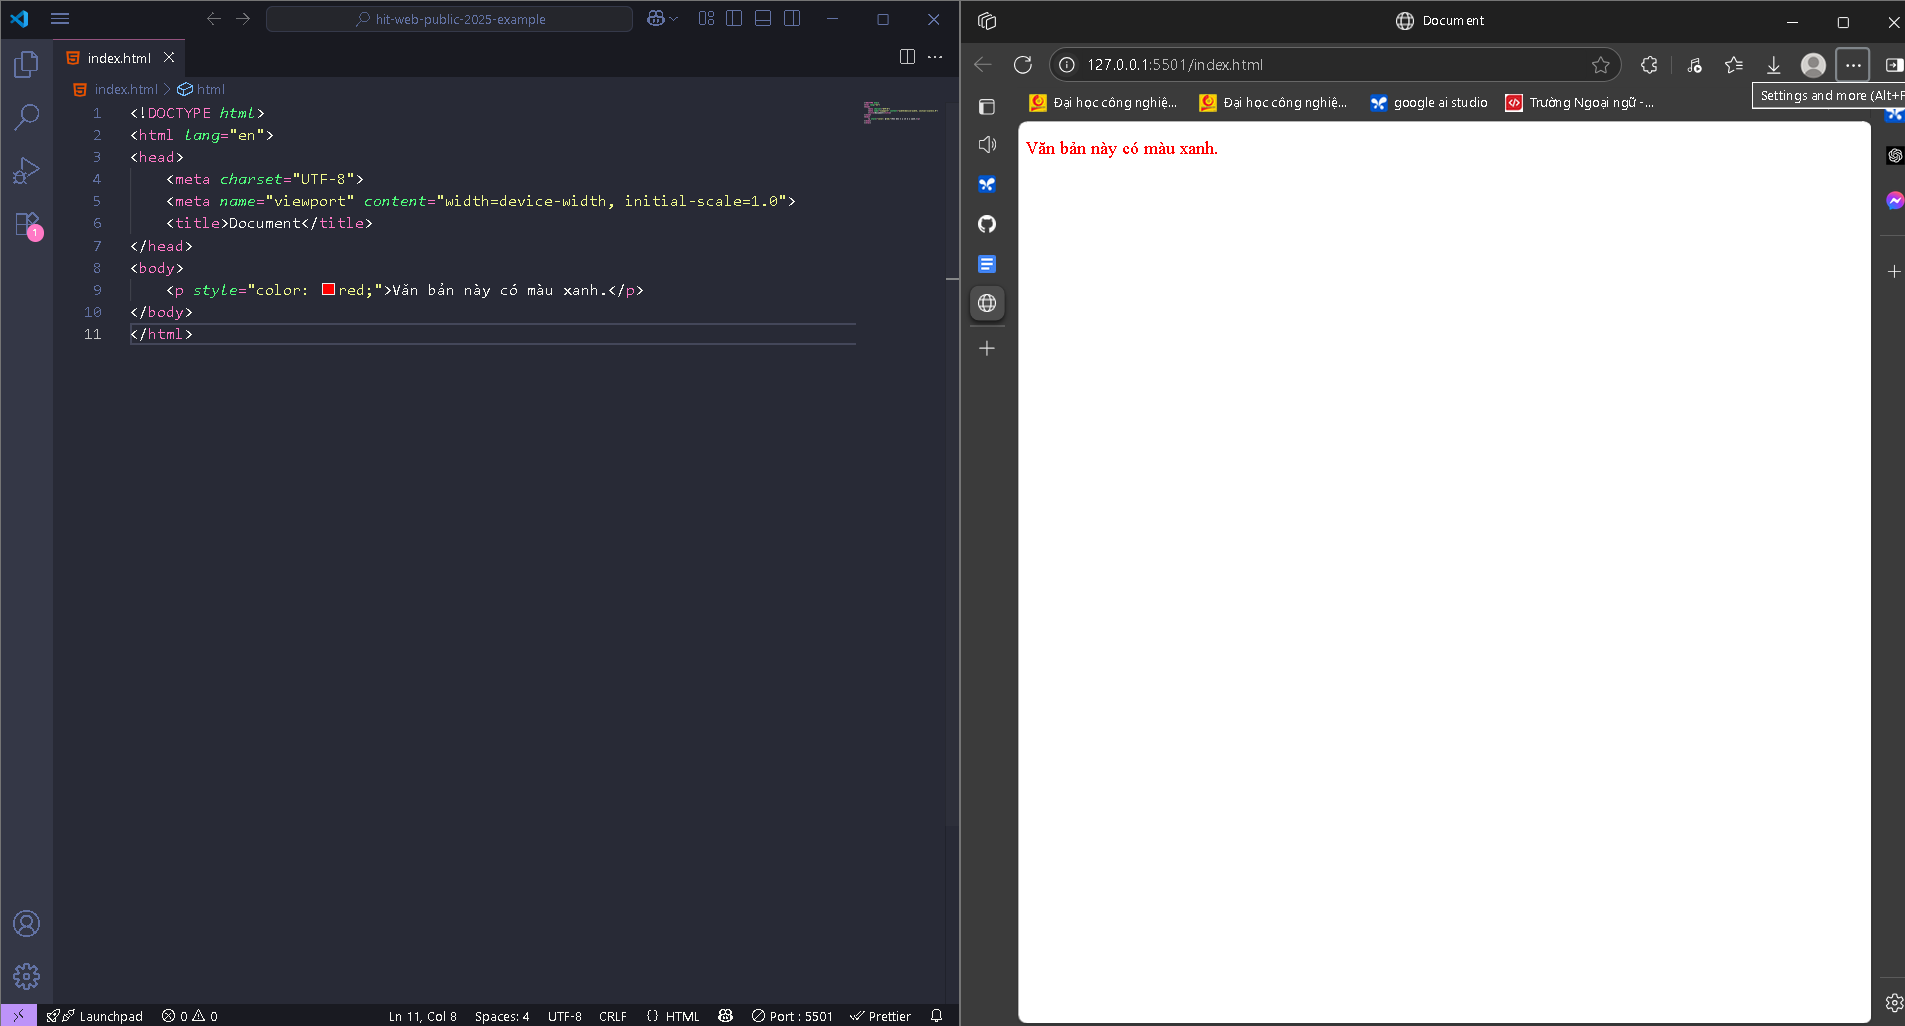 hit-web-public-2025-example
index.html
index.html > html
1 <!DOCTYPE html>
2 <html lang="en">
3 <head>
4 <meta charset="UTF-8">
5 <meta name="viewport" content="width=device-width, initial-scale=1.0">
6 <title>Document</title>
7 </head>
8 <body>
9 <p style="color: red;">Văn bản này có màu xanh.</p>
10 </body>
11 </html>
1
Launchpad 0 0 Ln 11, Col 8 Spaces: 4 UTF-8 CRLF {} HTML Port : 5501 Prettier
Document
127.0.0.1:5501/index.html
Settings and more (Alt+F
Đại học công nghiệ... Đại học công nghiệ... google ai studio Trường Ngoại ngữ -...
Văn bản này có màu xanh.